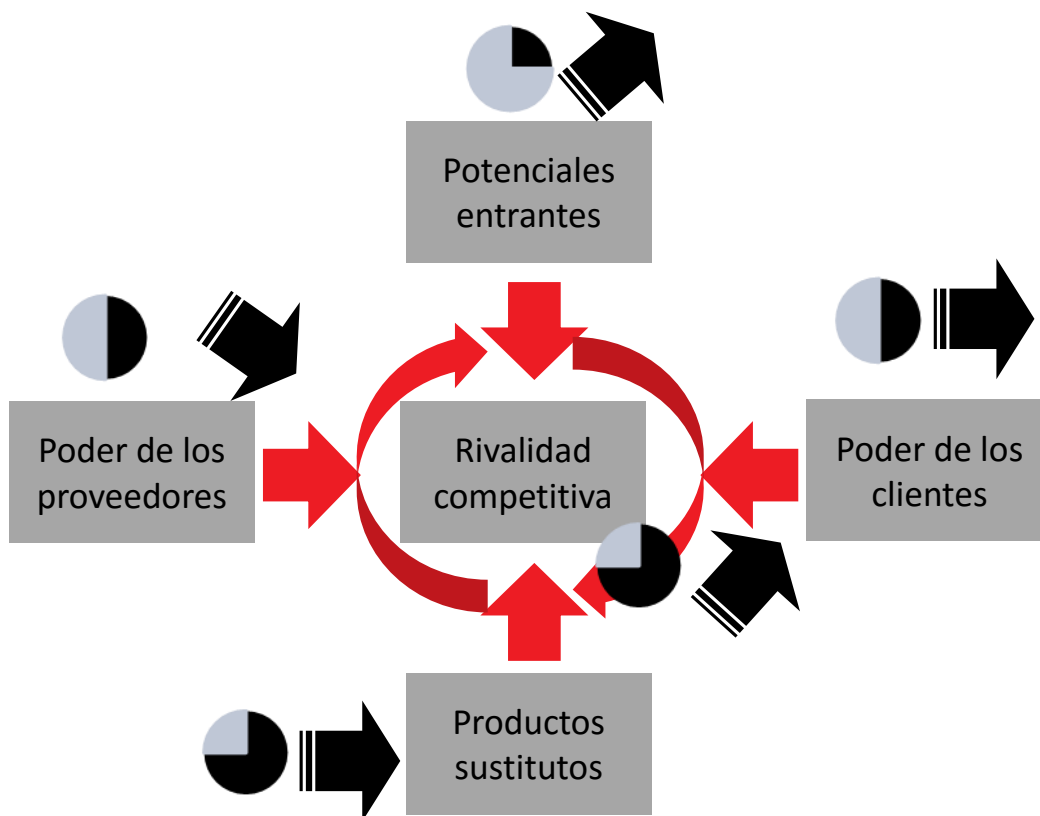 Potenciales
entrantes
Poder de los
proveedores
Rivalidad
competitiva
Poder de los
clientes
Productos
sustitutos